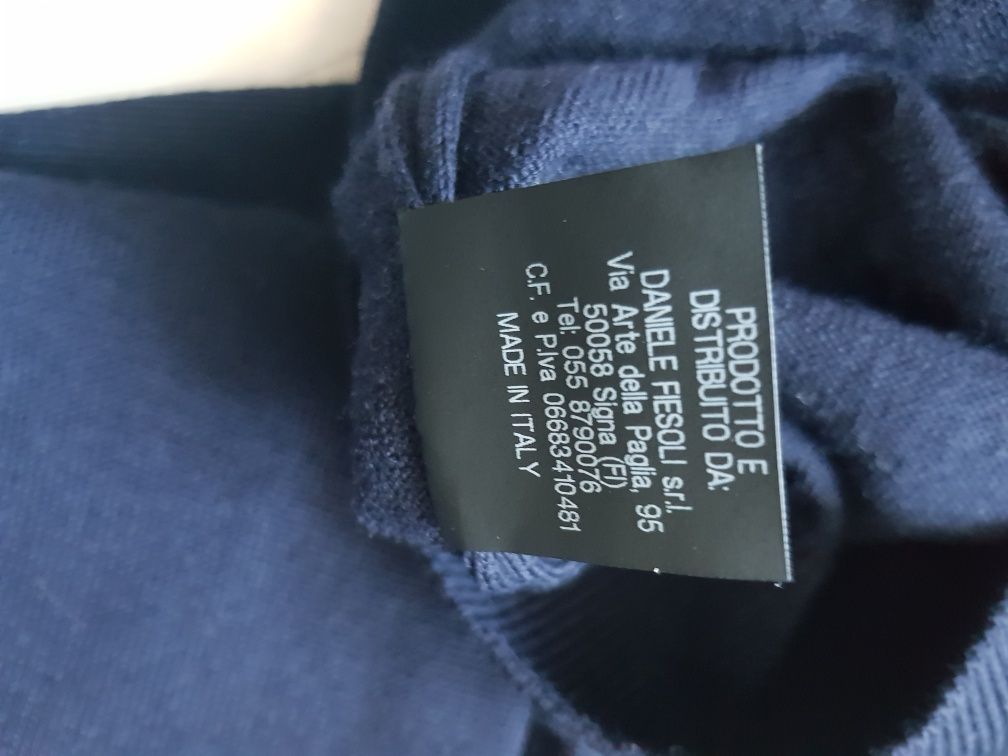 PRODOTTO E
DISTRIBUITO DA:
DANIELE FIESOLI s.r.l.
Via Arte della Paglia, 95
50058 Signa (FI)
Tel: 055 8790076
C.F. e P.Iva 06683410481
MADE IN ITALY